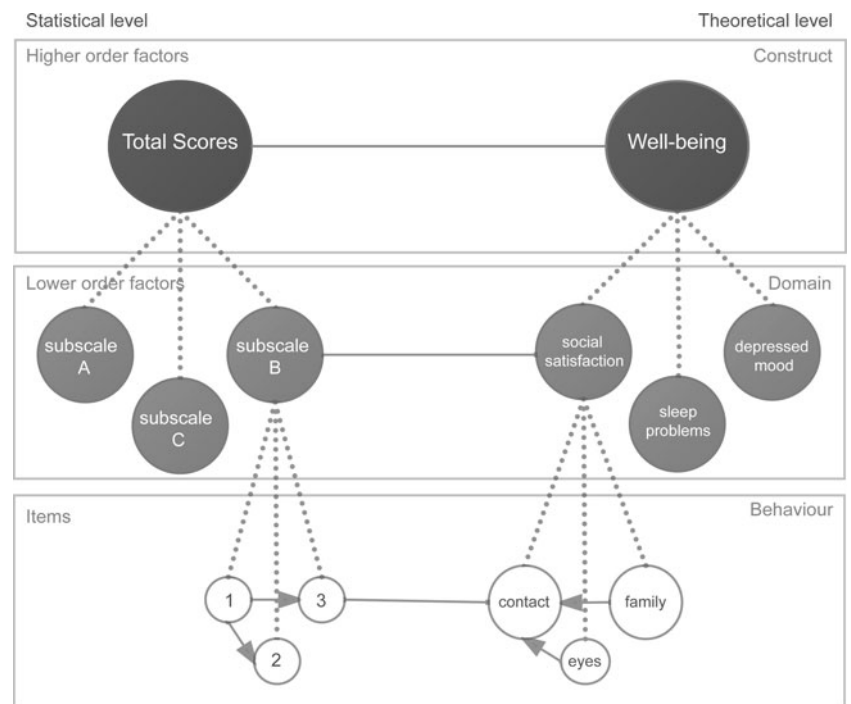 Statistical level
Theoretical level
Higher order factors
Construct
Total Scores
Well-being
Lower order factors
Domain
subscale
A
subscale
B
social
satisfaction
depressed
mood
subscale
C
sleep
problems
Items
Behaviour
1
3
contact
family
2
eyes